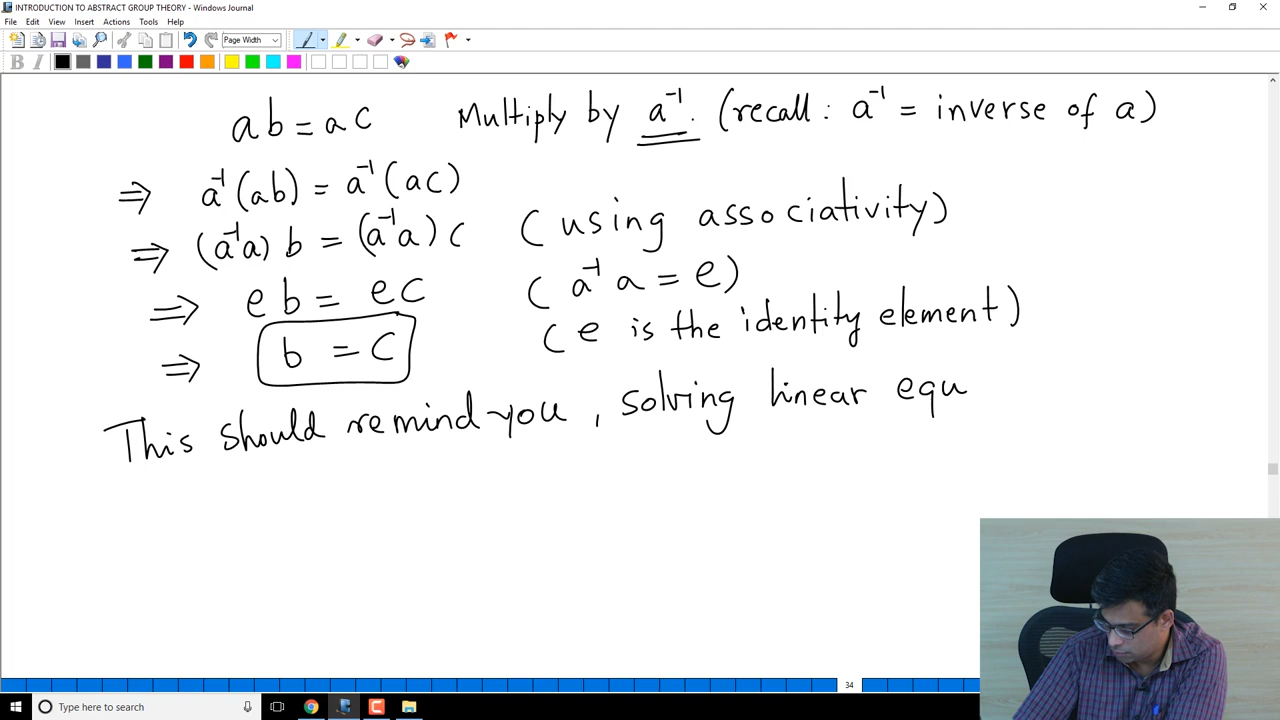 INTRODUCTION TO ABSTRACT GROUP THEORY - Windows Journal
File Edit View Insert Actions Tools Help
Page Width
B I
ab = ac Multiply by a⁻¹. (recall: a⁻¹ = inverse of a)
⇒ a⁻¹(ab) = a⁻¹(ac)
⇒ (a⁻¹a) b = (a⁻¹a) c (using associativity)
⇒ eb = ec (a⁻¹a = e)
⇒ b = c (e is the identity element)
This should remind you, solving linear equ
34
Type here to search